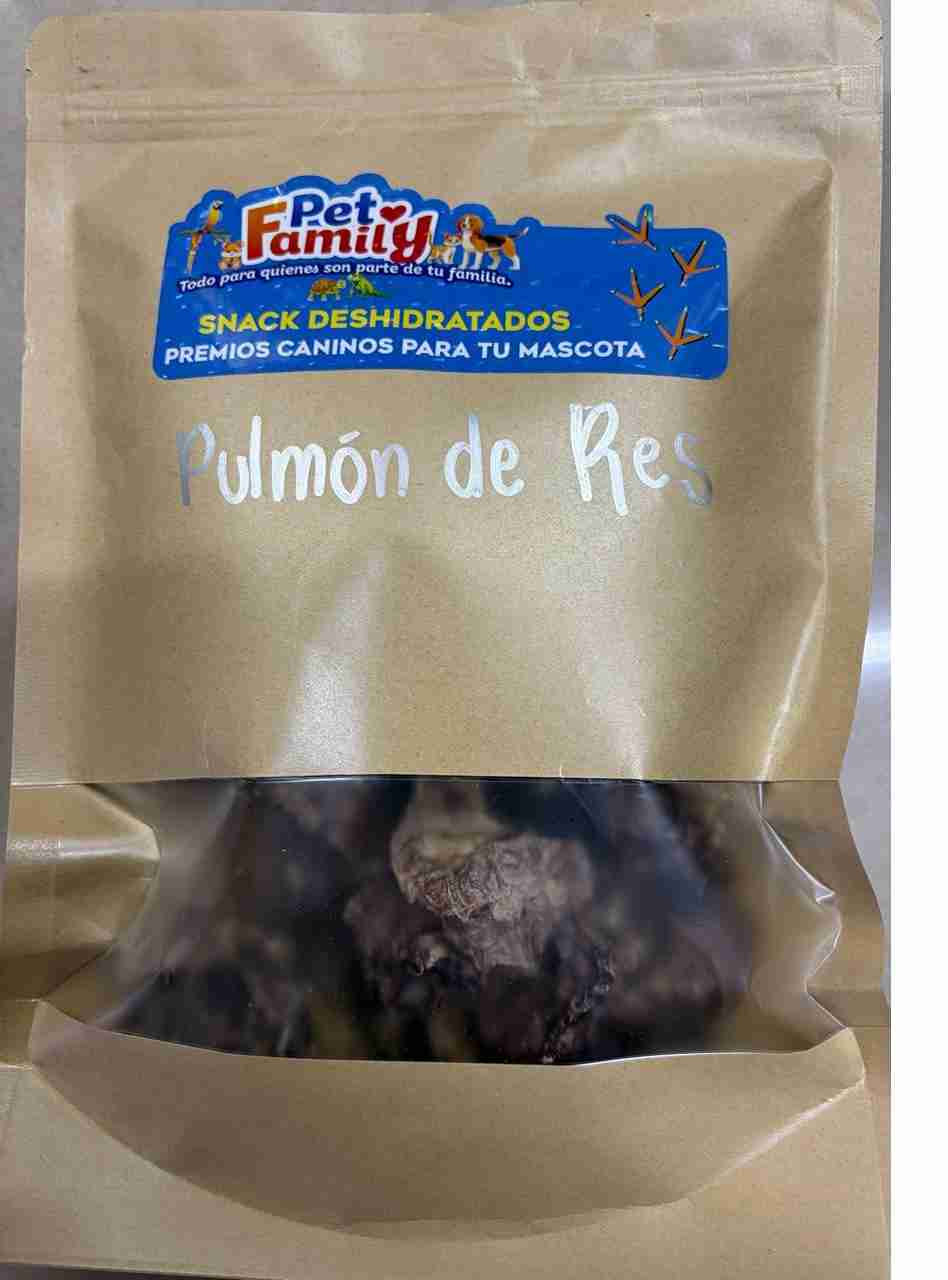 Pet
Family
Todo para quienes son parte de tu familia.
SNACK DESHIDRATADOS
PREMIOS CANINOS PARA TU MASCOTA
Pulmón de Res